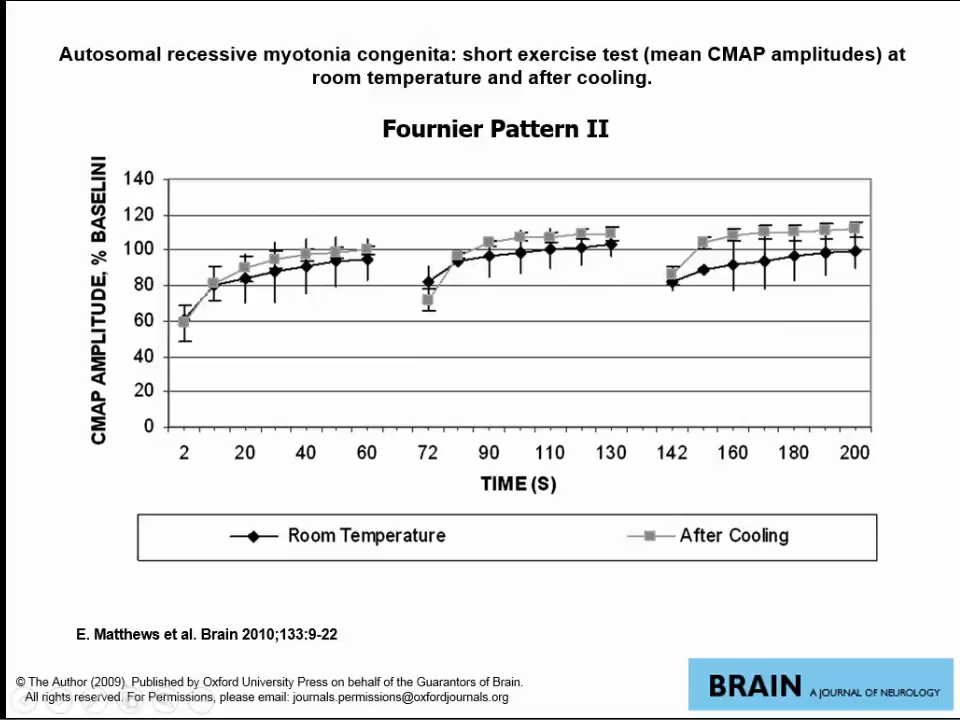 Autosomal recessive myotonia congenita: short exercise test (mean CMAP amplitudes) at
room temperature and after cooling.
Fournier Pattern II
CMAP AMPLITUDE, % BASELINI
140
120
100
80
60
40
20
0
2 20 40 60 72 90 110 130 142 160 180 200
TIME (S)
Room Temperature After Cooling
E. Matthews et al. Brain 2010;133:9-22
© The Author (2009). Published by Oxford University Press on behalf of the Guarantors of Brain.
All rights reserved. For Permissions, please email: journals.permissions@oxfordjournals.org
BRAIN A JOURNAL OF NEUROLOGY